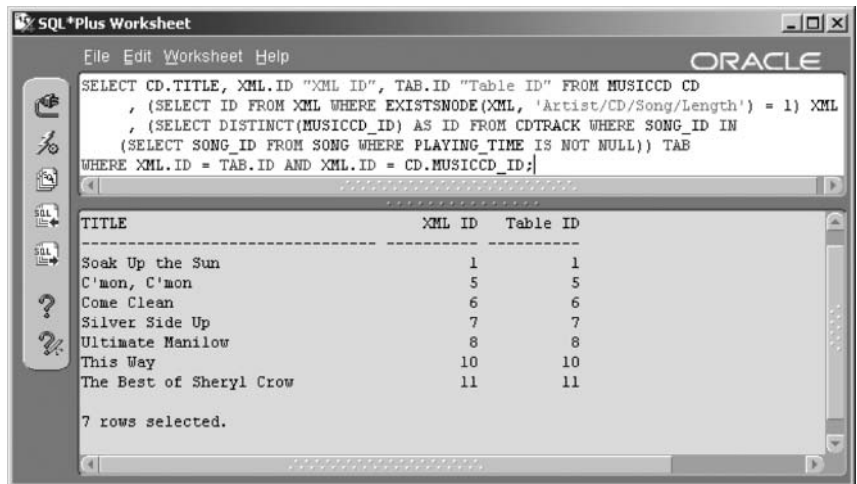 SQL*Plus Worksheet
File Edit Worksheet Help
ORACLE
SELECT CD.TITLE, XML.ID "XML ID", TAB.ID "Table ID" FROM MUSICCD CD
, (SELECT ID FROM XML WHERE EXISTSNODE(XML, 'Artist/CD/Song/Length') = 1) XML
, (SELECT DISTINCT(MUSICCD_ID) AS ID FROM CDTRACK WHERE SONG_ID IN
(SELECT SONG_ID FROM SONG WHERE PLAYING_TIME IS NOT NULL)) TAB
WHERE XML.ID = TAB.ID AND XML.ID = CD.MUSICCD_ID;
TITLE XML ID Table ID
-------------------------------- ---------- ----------
Soak Up the Sun 1 1
C'mon, C'mon 5 5
Come Clean 6 6
Silver Side Up 7 7
Ultimate Manilow 8 8
This Way 10 10
The Best of Sheryl Crow 11 11
7 rows selected.
SQL
SQL